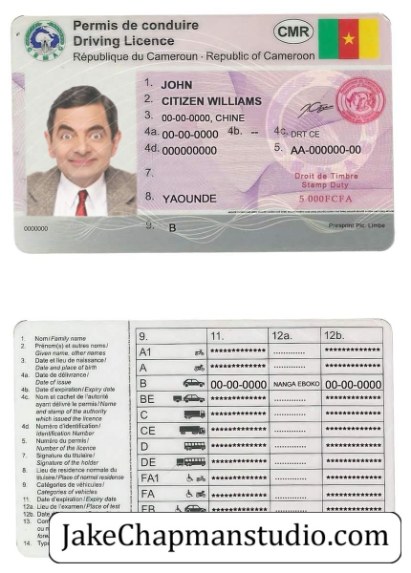 Permis de conduire
Driving Licence
République du Cameroun - Republic of Cameroon
CMR
1. JOHN
2. CITIZEN WILLIAMS
3. 00-00-0000, CHINE
4a. 00-00-0000 4b. -- 4c. DRT CE
4d. 000000000 5. AA-000000-00
7.
Droit de Timbre
Stamp Duty
8. YAOUNDE 5 000FCFA
9. B
0000000
1. Nom/Family name
2. Prénom(s) et autres noms/
Given name, other names
3. Date et lieu de naissance/
Date and place of birth
4a. Date de délivrance/
Date of issue
4b. Date d'expiration/Expiry date
4c. Nom et cachet de l'autorité
ayant délivré le permis/Name
and stamp of the authority
which issued the licence
4d Numéro d'identification/
Identification Number
5. Numéro du permis/
Number of the licence
7. Signature du titulaire/
Signature of the holder
8. Lieu de residence normale du
titulaire/Place of normal residence
9. Catégories de véhicules/
Categories of vehicles
11. Date d'expiration/Expiry date
12a. Lieu de l'examen/Place of test
12b. Date
13.
14.
9. 11. 12a. 12b.
A1 ************* ............ *************
A ************* ............ *************
B 00-00-0000 NANGA EBOKO 00-00-0000
BE ************* ............ *************
C ************* ............ *************
CE ************* ............ *************
D ************* ............ *************
DE ************* ............ *************
FA1 ************* ............ *************
FA ************* ............ *************
FB ************* ............ *************
JakeChapmanstudio.com